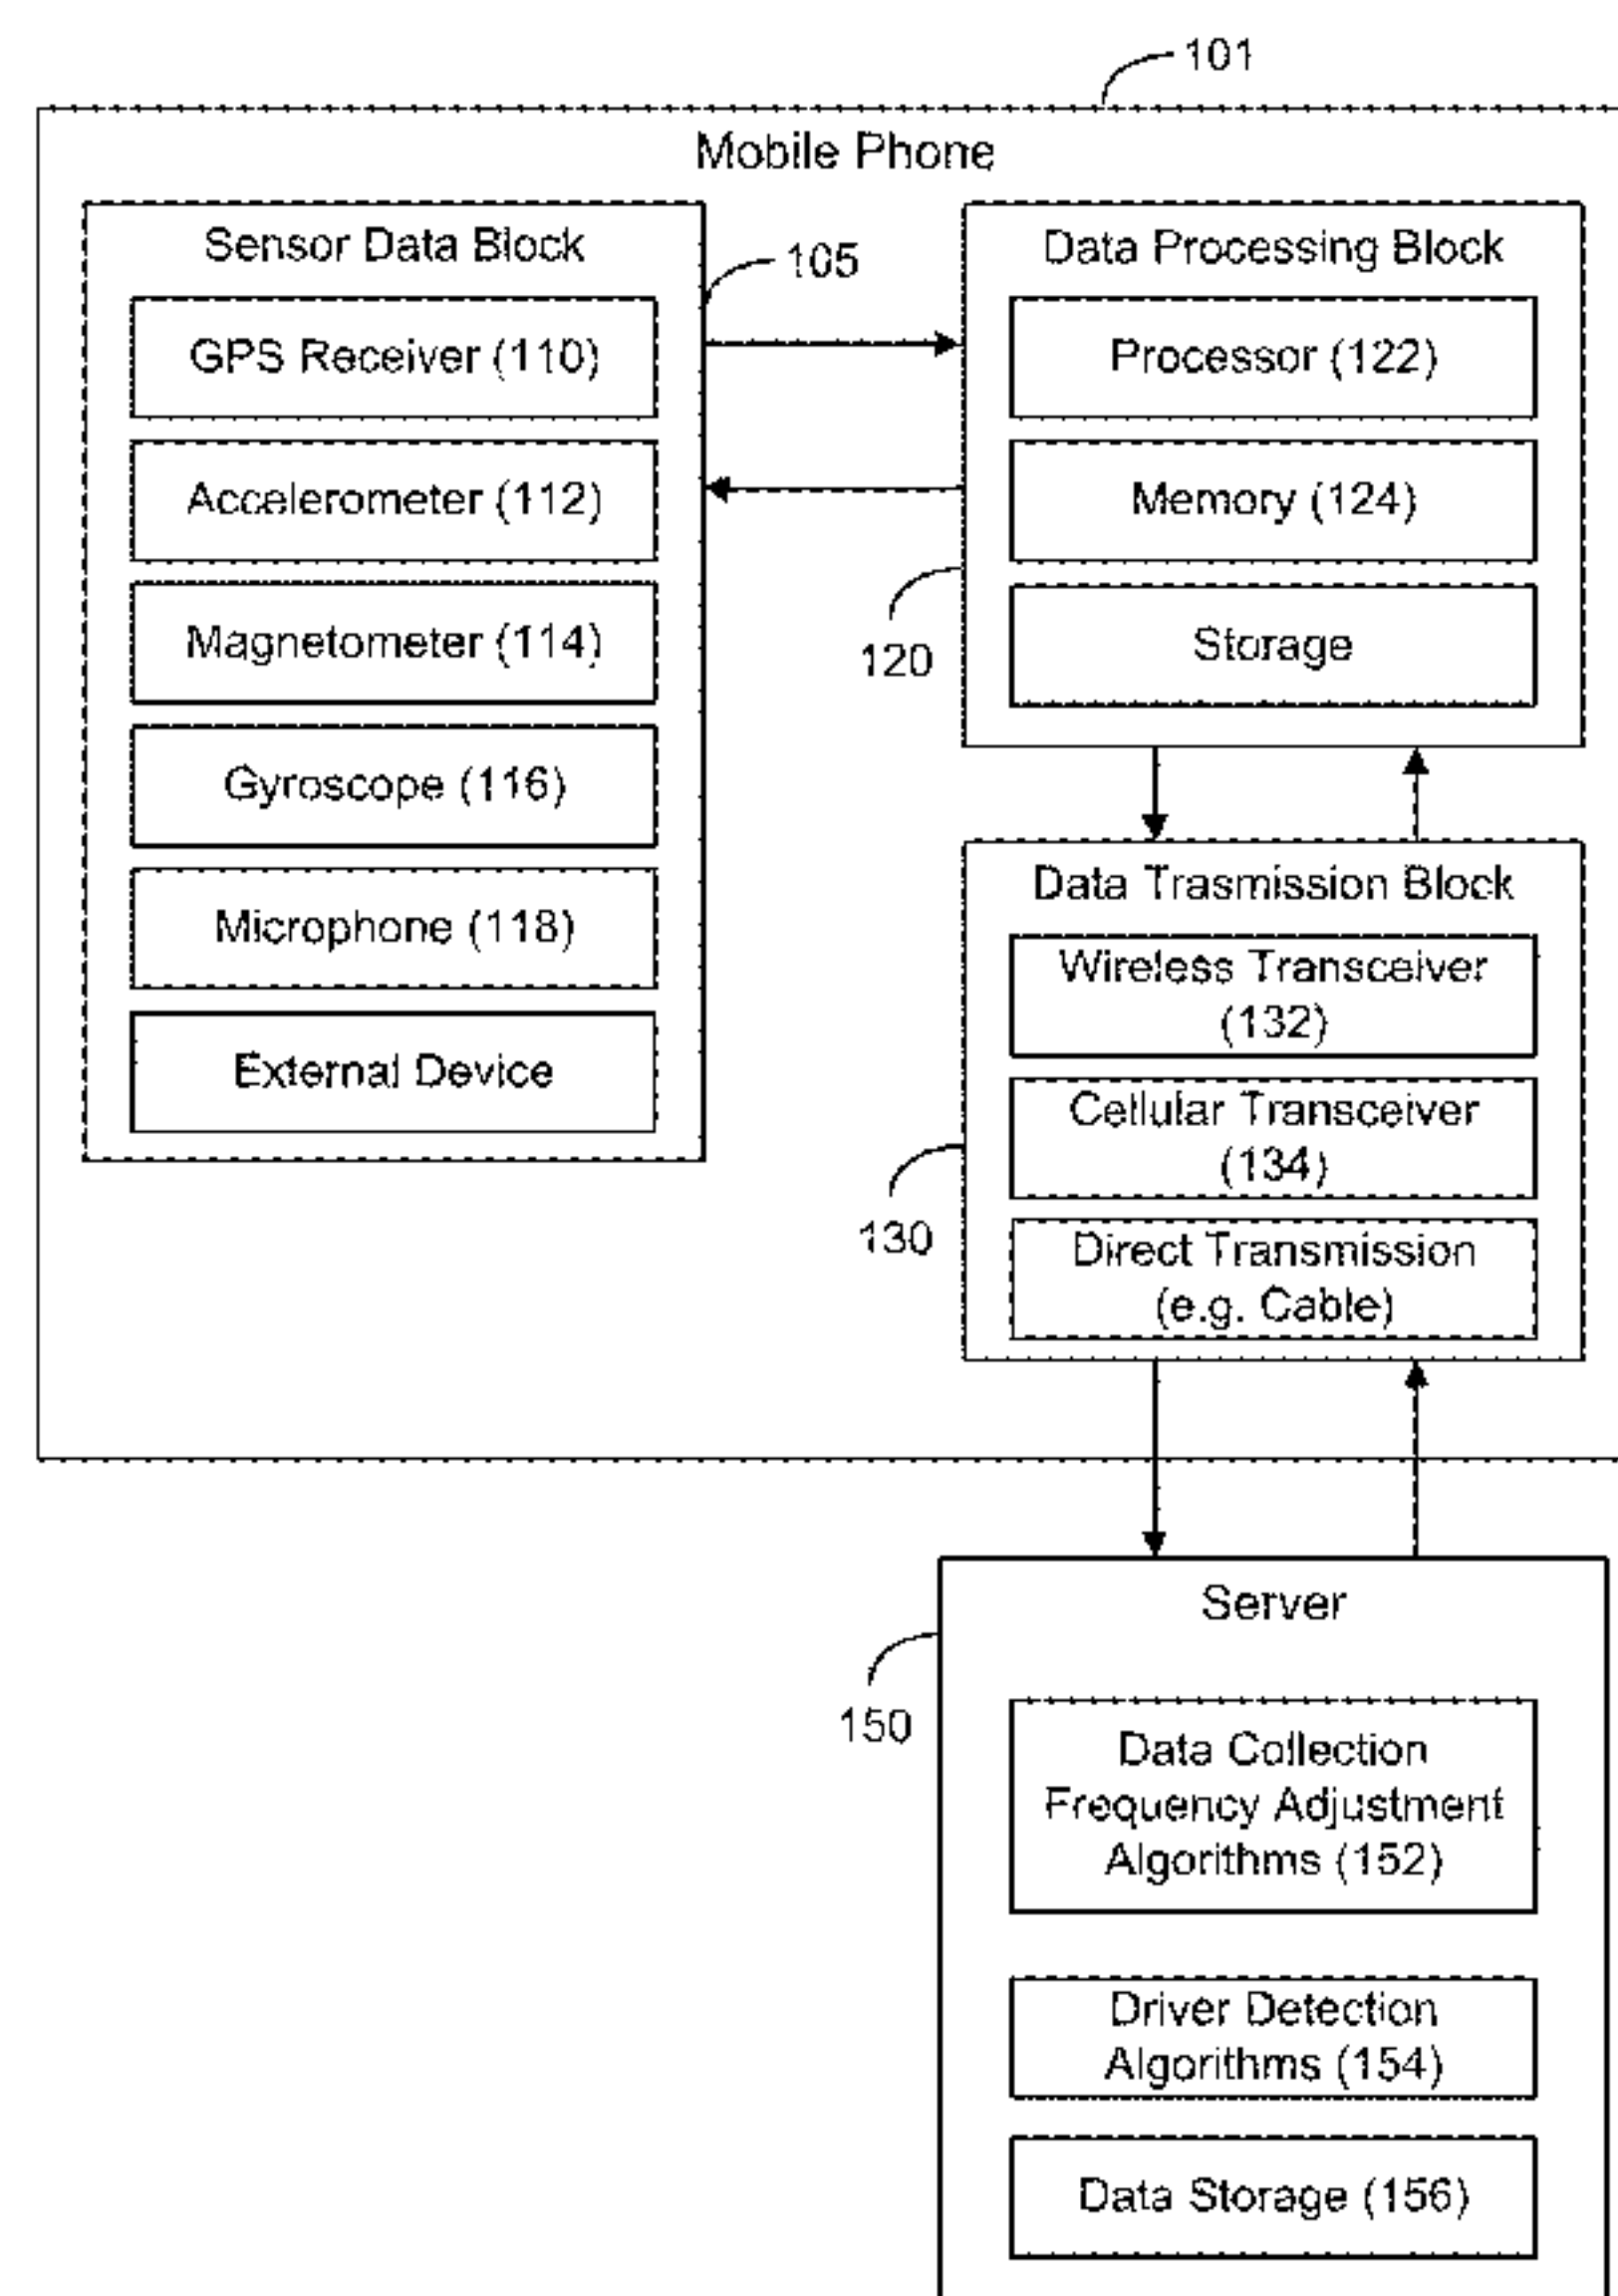 101
Mobile Phone
Sensor Data Block
105
GPS Receiver (110)
Accelerometer (112)
Magnetometer (114)
Gyroscope (116)
Microphone (118)
External Device
Data Processing Block
Processor (122)
Memory (124)
Storage
120
Data Trasmission Block
Wireless Transceiver
(132)
Cellular Transceiver
(134)
Direct Transmission
(e.g. Cable)
130
Server
150
Data Collection
Frequency Adjustment
Algorithms (152)
Driver Detection
Algorithms (154)
Data Storage (156)